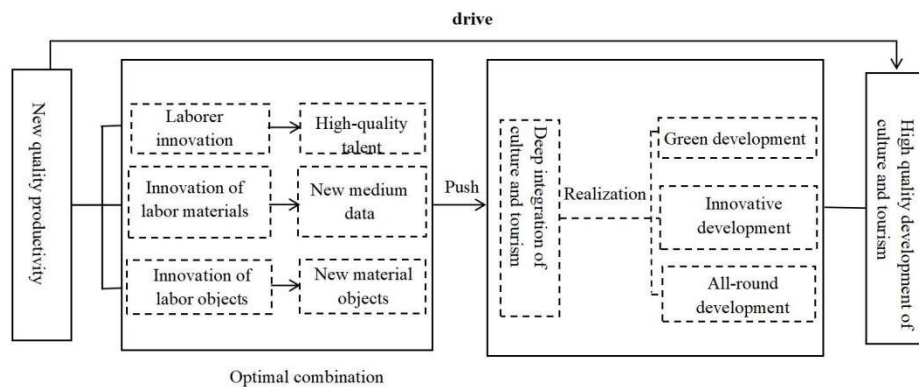 drive
New quality productivity
Laborer
innovation
High-quality
talent
Innovation of
labor materials
New medium
data
Innovation of
labor objects
New material
objects
Optimal combination
Push
Deep integration of
culture and tourism
Realization
Green development
Innovative
development
All-round
development
High quality development of
culture and tourism